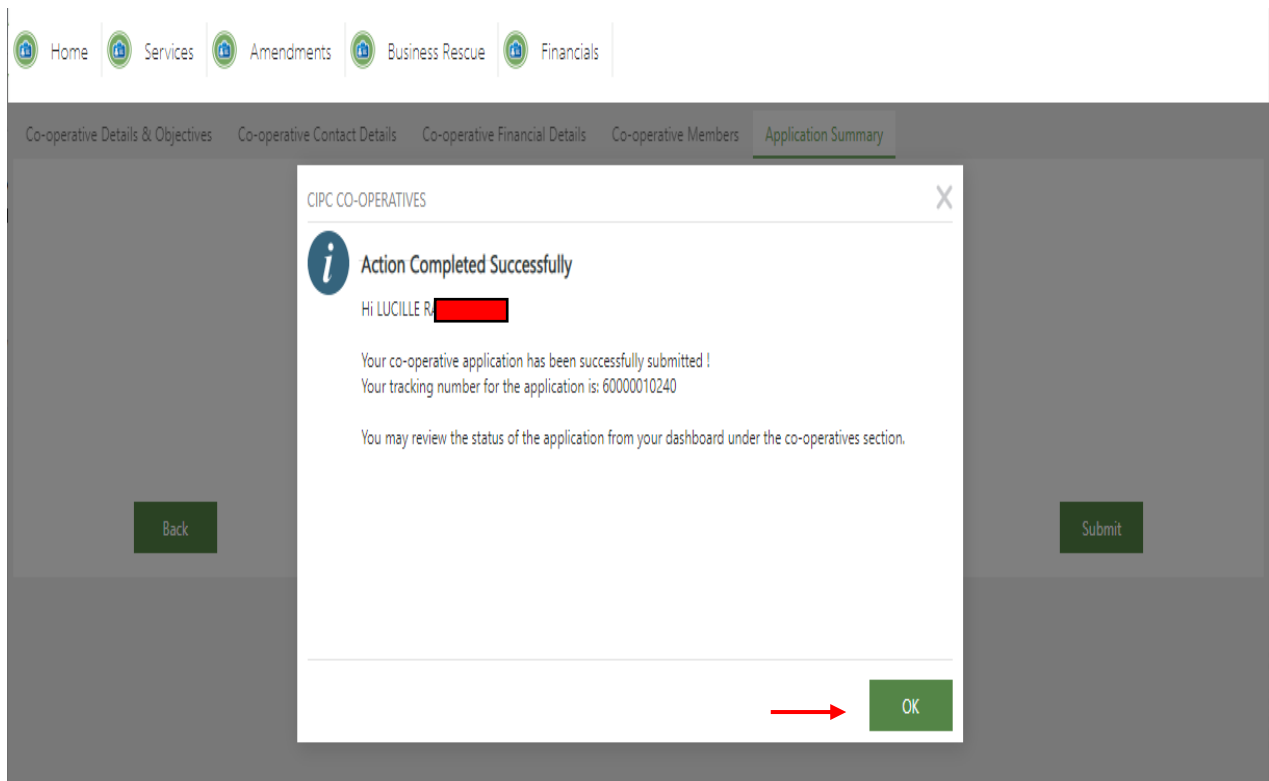 Home Services Amendments Business Rescue Financials
Co-operative Details & Objectives Co-operative Contact Details Co-operative Financial Details Co-operative Members Application Summary
CIPC CO-OPERATIVES X
i
Action Completed Successfully
Hi LUCILLE
Your co-operative application has been successfully submitted !
Your tracking number for the application is: 60000010240
You may review the status of the application from your dashboard under the co-operatives section.
Back Submit
OK